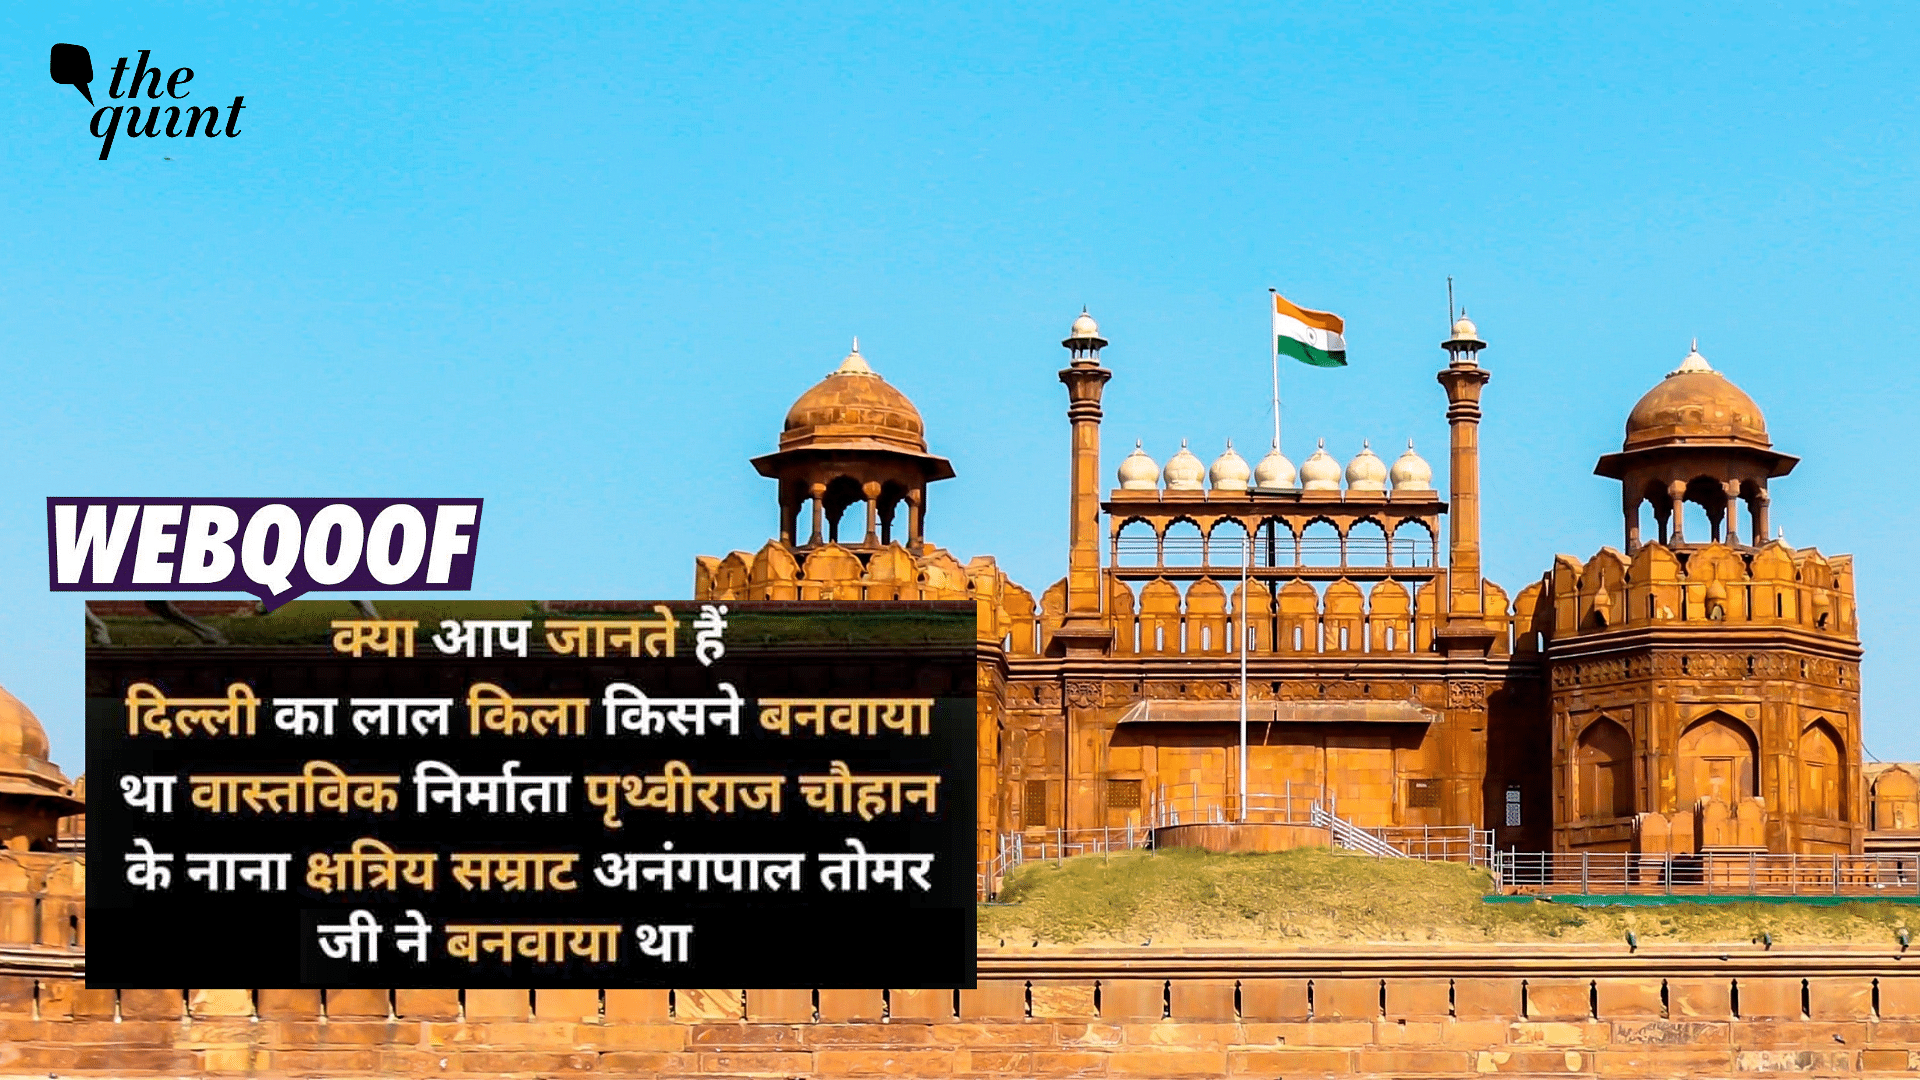 the
quint
WEBQOOF
क्या आप जानते हैं
दिल्ली का लाल किला किसने बनवाया
था वास्तविक निर्माता पृथ्वीराज चौहान
के नाना क्षत्रिय सम्राट अनंगपाल तोमर
जी ने बनवाया था